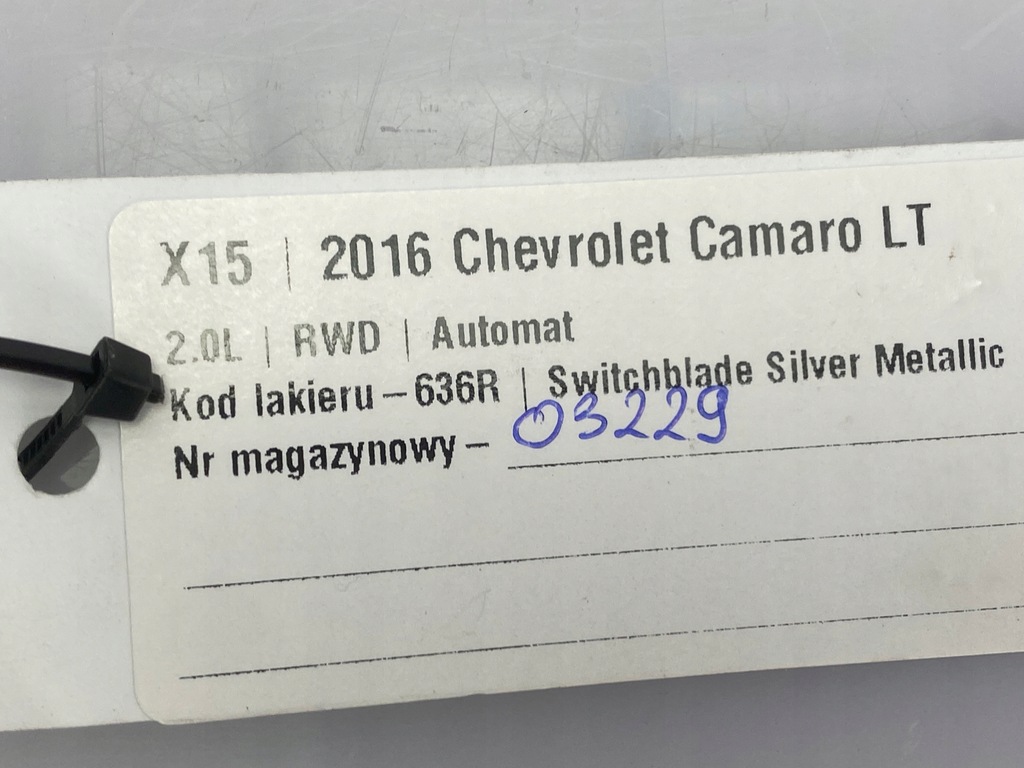 X15 | 2016 Chevrolet Camaro LT
2.0L | RWD | Automat
Kod lakieru – 636R | Switchblade Silver Metallic
Nr magazynowy – 03229